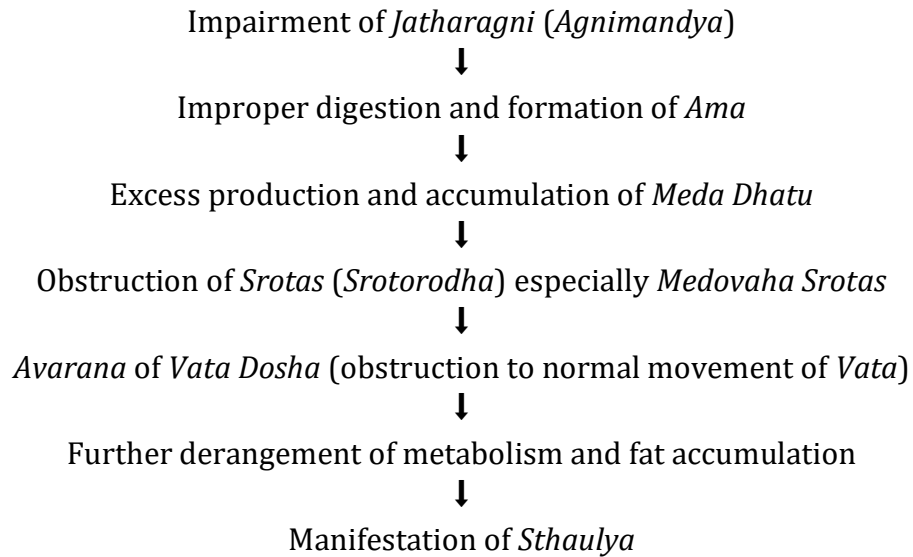 Impairment of Jatharagni (Agnimandya)
Improper digestion and formation of Ama
Excess production and accumulation of Meda Dhatu
Obstruction of Srotas (Srotorodha) especially Medovaha Srotas
Avarana of Vata Dosha (obstruction to normal movement of Vata)
Further derangement of metabolism and fat accumulation
Manifestation of Sthaulya